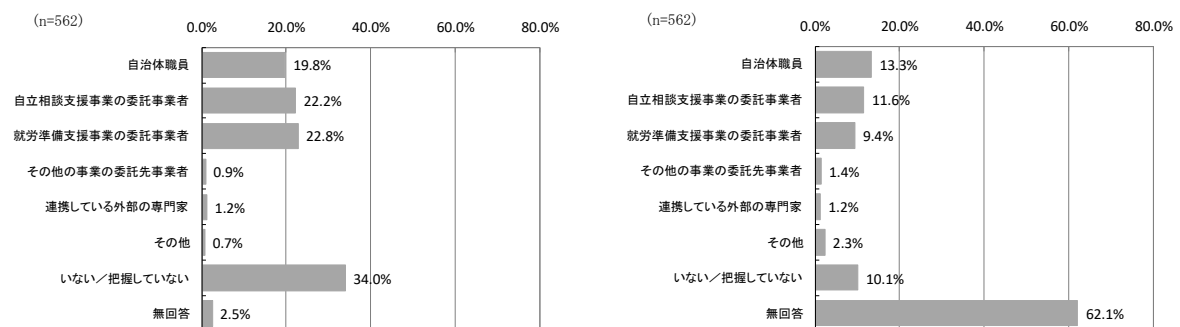 (n=562)
0.0% 20.0% 40.0% 60.0% 80.0%
自治体職員 19.8%
自立相談支援事業の委託事業者 22.2%
就労準備支援事業の委託事業者 22.8%
その他の事業の委託先事業者 0.9%
連携している外部の専門家 1.2%
その他 0.7%
いない／把握していない 34.0%
無回答 2.5%
(n=562)
0.0% 20.0% 40.0% 60.0% 80.0%
自治体職員 13.3%
自立相談支援事業の委託事業者 11.6%
就労準備支援事業の委託事業者 9.4%
その他の事業の委託先事業者 1.4%
連携している外部の専門家 1.2%
その他 2.3%
いない／把握していない 10.1%
無回答 62.1%